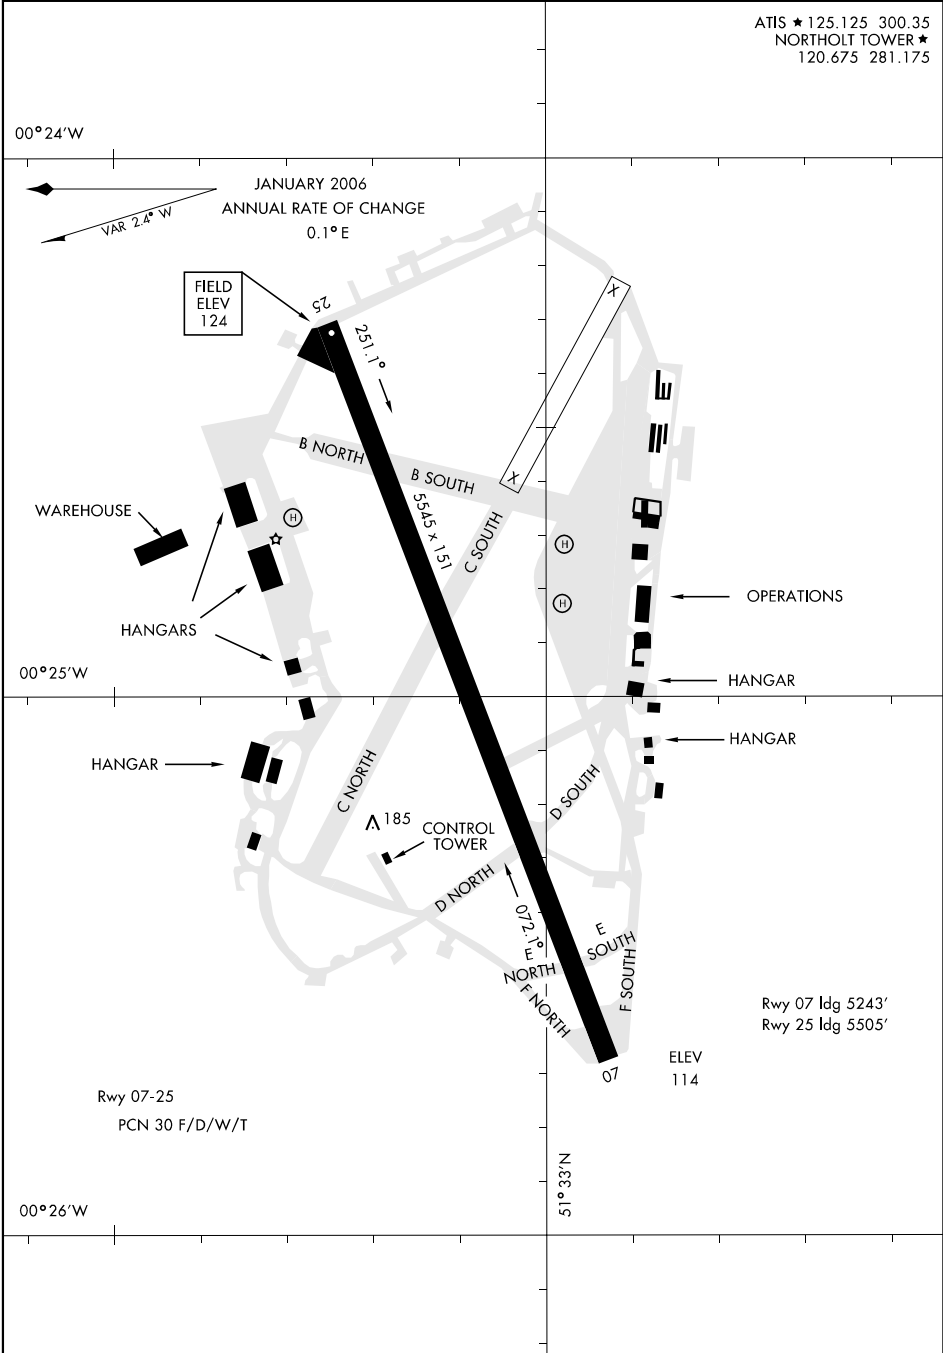 ATIS ★ 125.125 300.35
NORTHOLT TOWER ★
120.675 281.175
00°24'W
JANUARY 2006
ANNUAL RATE OF CHANGE
0.1° E
VAR 2.4° W
FIELD
ELEV
124
25
251.1°
X
B NORTH
B SOUTH
X
5545 x 151
C SOUTH
WAREHOUSE
H
H
H
OPERATIONS
HANGARS
00°25'W
HANGAR
HANGAR
HANGAR
C NORTH
D SOUTH
185
CONTROL
TOWER
D NORTH
072.1°
E
SOUTH
E
NORTH
F SOUTH
F NORTH
Rwy 07 ldg 5243'
Rwy 25 ldg 5505'
07
ELEV
114
Rwy 07-25
PCN 30 F/D/W/T
51° 33'N
00°26'W